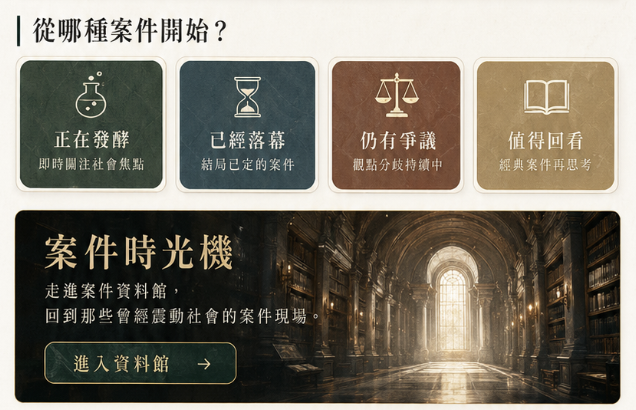 從哪種案件開始？
正在發酵
即時關注社會焦點
已經落幕
結局已定的案件
仍有爭議
觀點分歧持續中
值得回看
經典案件再思考
案件時光機
走進案件資料館，
回到那些曾經震動社會的案件現場。
進入資料館 →